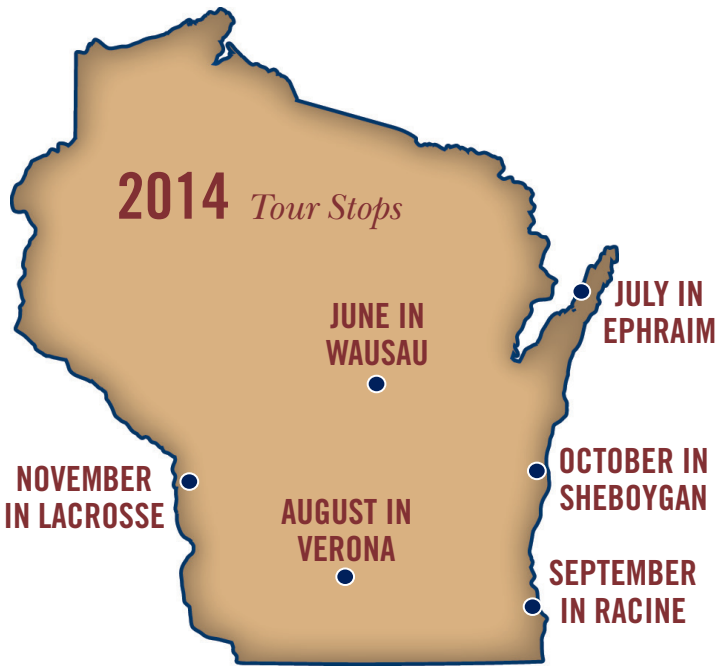 2014 Tour Stops
JULY IN
EPHRAIM
JUNE IN
WAUSAU
OCTOBER IN
SHEBOYGAN
NOVEMBER
IN LACROSSE
AUGUST IN
VERONA
SEPTEMBER
IN RACINE